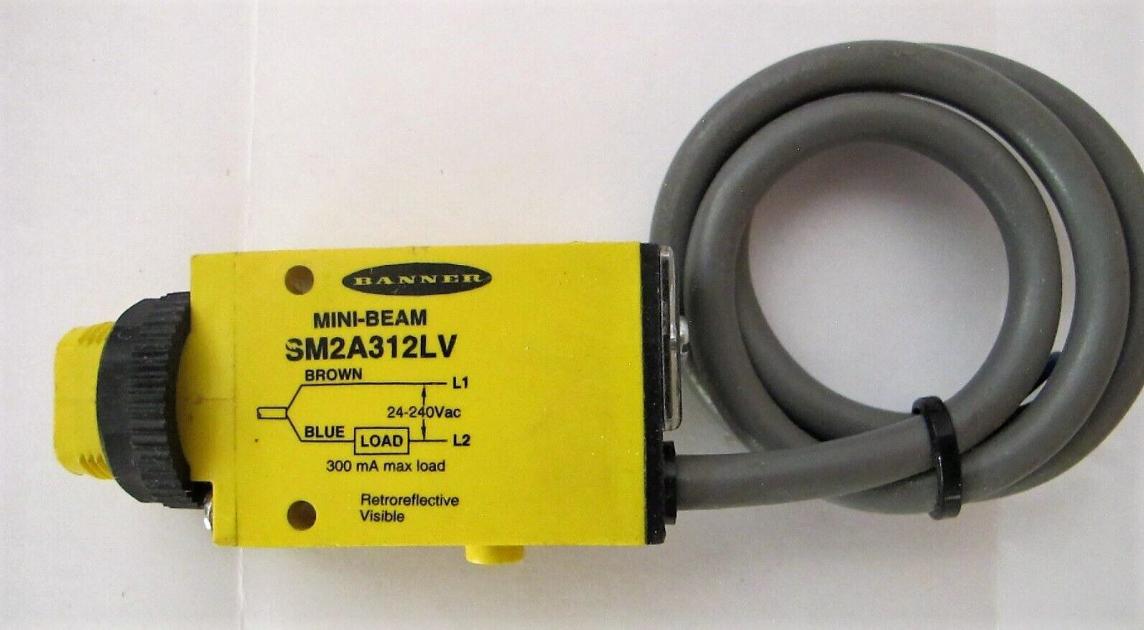 BANNER
MINI-BEAM
SM2A312LV
BROWN
L1
24-240Vac
BLUE
LOAD
L2
300 mA max load
Retroreflective
Visible